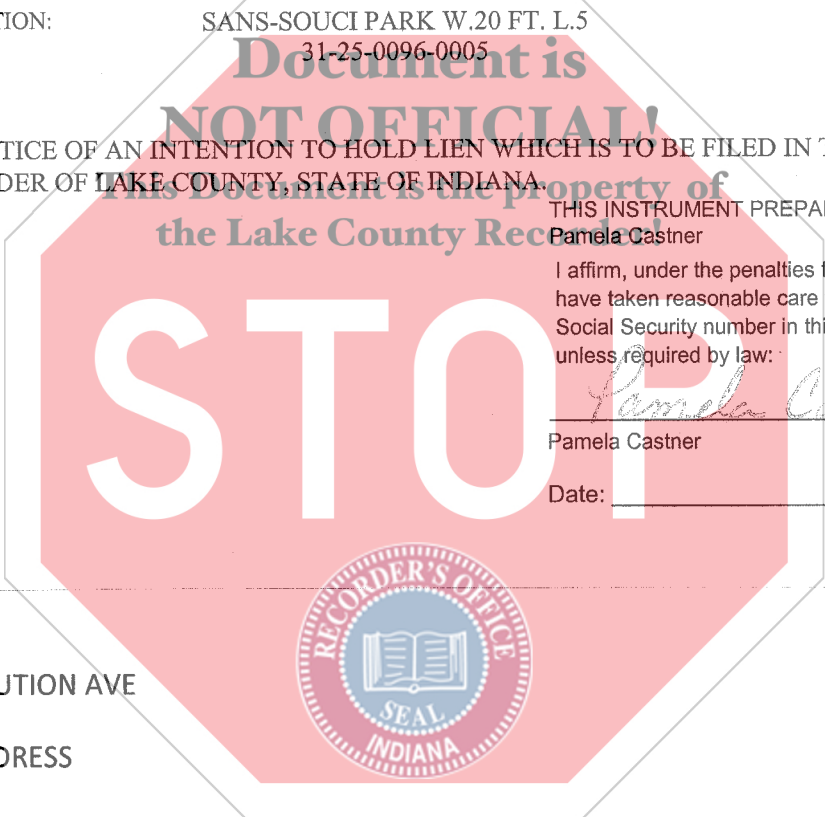 TION: SANS-SOUCI PARK W.20 FT. L.5
31-25-0096-0005
Document is
NOT OFFICIAL!
TICE OF AN INTENTION TO HOLD LIEN WHICH IS TO BE FILED IN T
DER OF LAKE COUNTY, STATE OF INDIANA.
This Document is the property of
the Lake County Recorder!
THIS INSTRUMENT PREPA
Pamela Castner
I affirm, under the penalties f
have taken reasonable care
Social Security number in thi
unless required by law:
Pamela C
Pamela Castner
Date:
STOP
RECORDER'S OFFICE
SEAL
INDIANA
UTION AVE
DRESS